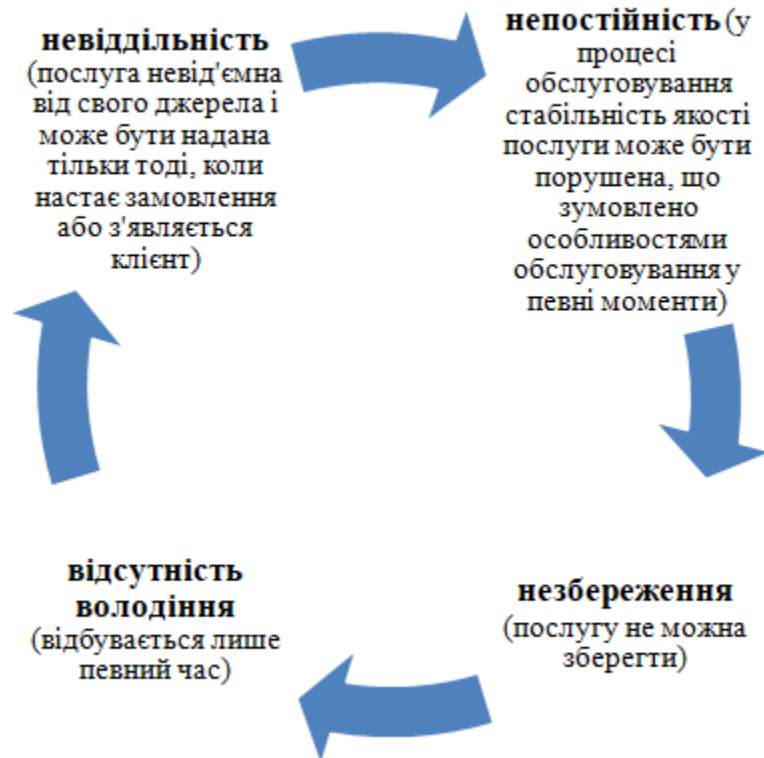 невіддільність
(послуга невід'ємна
від свого джерела і
може бути надана
тільки тоді, коли
настає замовлення
або з'являється
клієнт)
непостійність (у
процесі
обслуговування
стабільність якості
послуги може бути
порушена, що
зумовлено
особливостями
обслуговування у
певні моменти)
незбереження
(послугу не можна
зберегти)
відсутність
володіння
(відбувається лише
певний час)